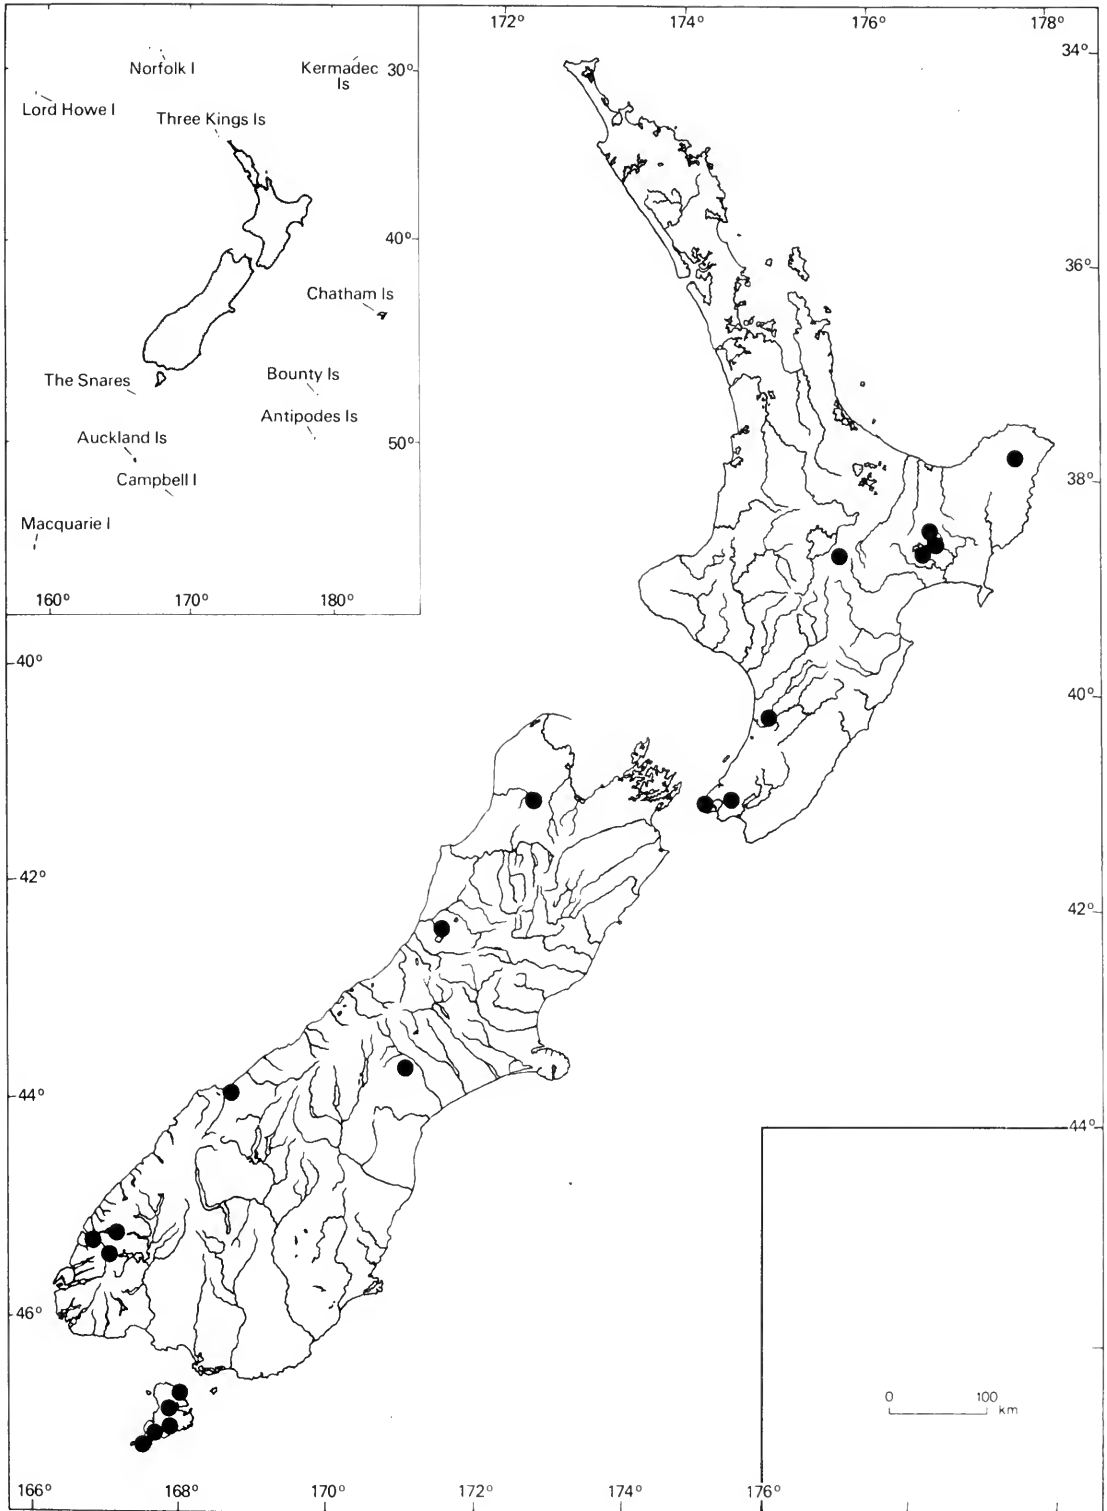 172°
174°
176°
178°
34°
Norfolk I
Kermadec
Is
30°
Lord Howe I
Three Kings Is
40°
36°
Chatham Is
The Snares
Bounty Is
Antipodes Is
Auckland Is
50°
Campbell I
38°
Macquarie I
160°
170°
180°
40°
40°
42°
42°
44°
44°
46°
0
100
km
166°
168°
170°
172°
174°
176°